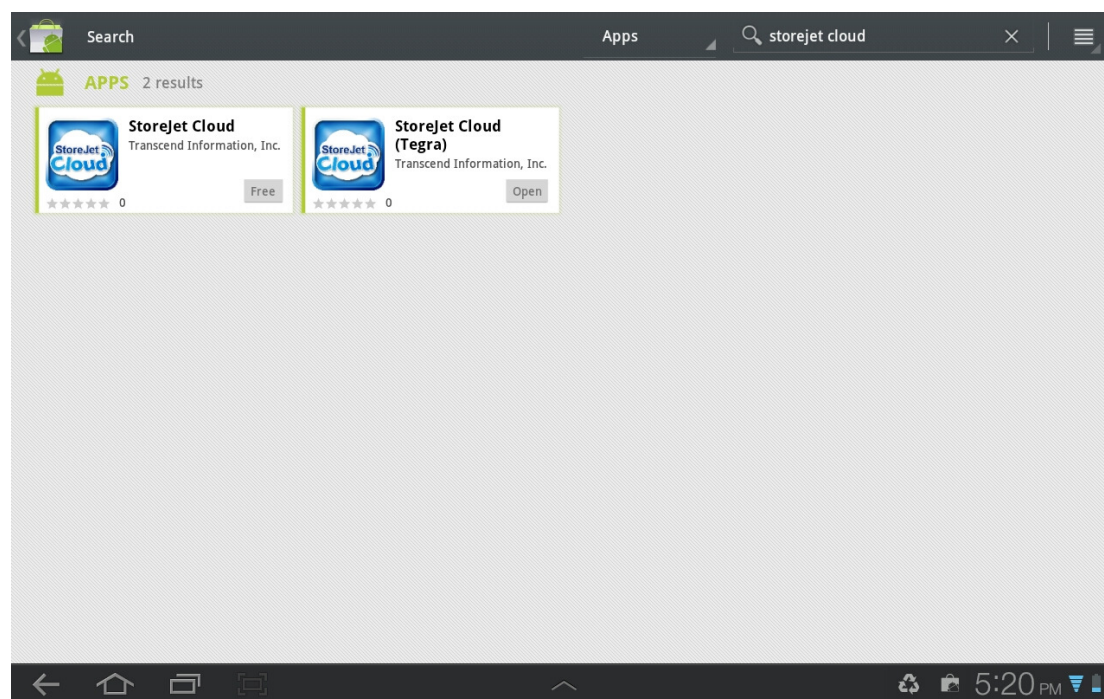 Search
Apps
storejet cloud
APPS 2 results
StoreJet
Cloud
StoreJet Cloud
Transcend Information, Inc.
Free
0
StoreJet
Cloud
StoreJet Cloud
(Tegra)
Transcend Information, Inc.
Open
0
5:20 PM